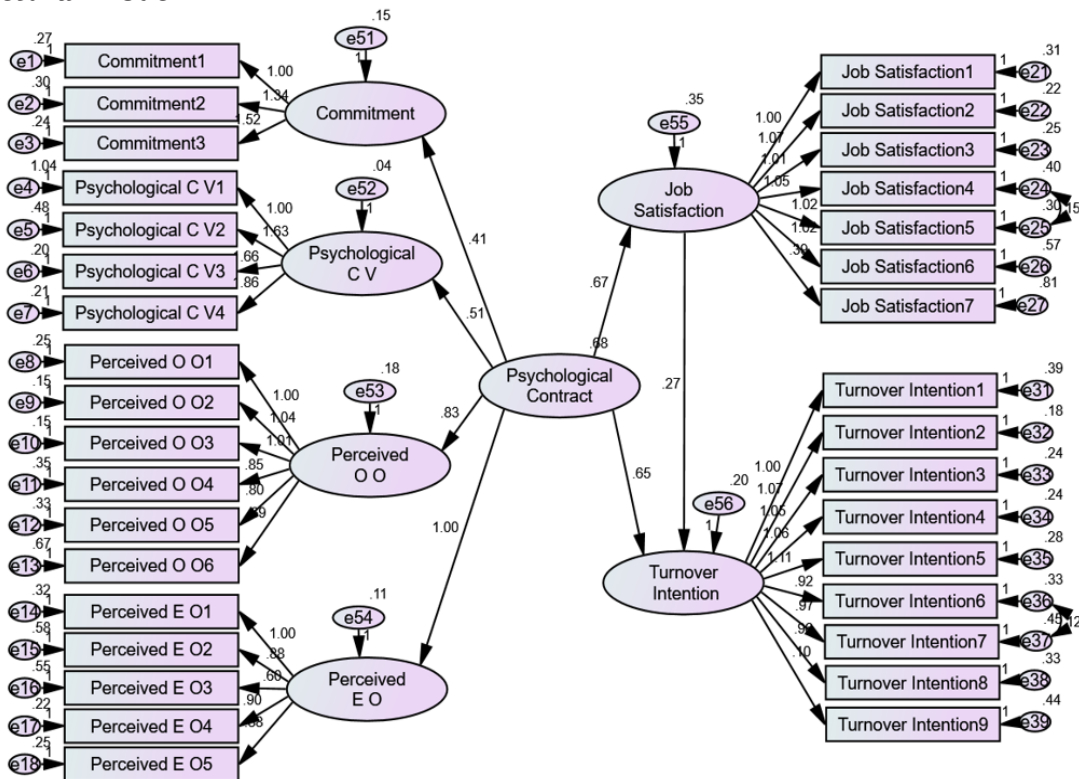 .15
e51
.27
e1
1
Commitment1
1.00
.30
e2
1
Commitment2
1.34
.24
e3
1
Commitment3
1.52
1
Commitment
1.04
e4
1
Psychological C V1
1.00
.48
e5
1
Psychological C V2
1.63
.20
e6
1
Psychological C V3
1.66
.21
e7
1
Psychological C V4
.86
.04
e52
1
Psychological
C V
.25
e8
1
Perceived O O1
1.00
.15
e9
1
Perceived O O2
1.04
.15
e10
1
Perceived O O3
1.01
.35
e11
1
Perceived O O4
.85
.33
e12
1
Perceived O O5
.80
.67
e13
1
Perceived O O6
.18
e53
1
Perceived
O O
.32
e14
1
Perceived E O1
1.00
.58
e15
1
Perceived E O2
.88
.55
e16
1
Perceived E O3
.60
.22
e17
1
Perceived E O4
.90
.25
e18
1
Perceived E O5
.11
e54
1
Perceived
E O
.41
.51
.83
1.00
.68
Psychological
Contract
.67
.65
.27
.35
e55
1
Job
Satisfaction
1.00
1.07
1.01
1.05
1.02
Job Satisfaction1
1
.31
e21
Job Satisfaction2
1
.22
e22
Job Satisfaction3
1
.25
e23
Job Satisfaction4
1
.40
e24
Job Satisfaction5
1
.30
e25
.15
Job Satisfaction6
1
.57
e26
Job Satisfaction7
1
.81
e27
.20
e56
1
Turnover
Intention
1.00
1.07
1.05
1.06
1.11
.92
.97
.10
Turnover Intention1
1
.39
e31
Turnover Intention2
1
.18
e32
Turnover Intention3
1
.24
e33
Turnover Intention4
1
.24
e34
Turnover Intention5
1
.28
e35
Turnover Intention6
1
.33
e36
Turnover Intention7
1
.45
e37
.12
Turnover Intention8
1
.33
e38
Turnover Intention9
1
.44
e39